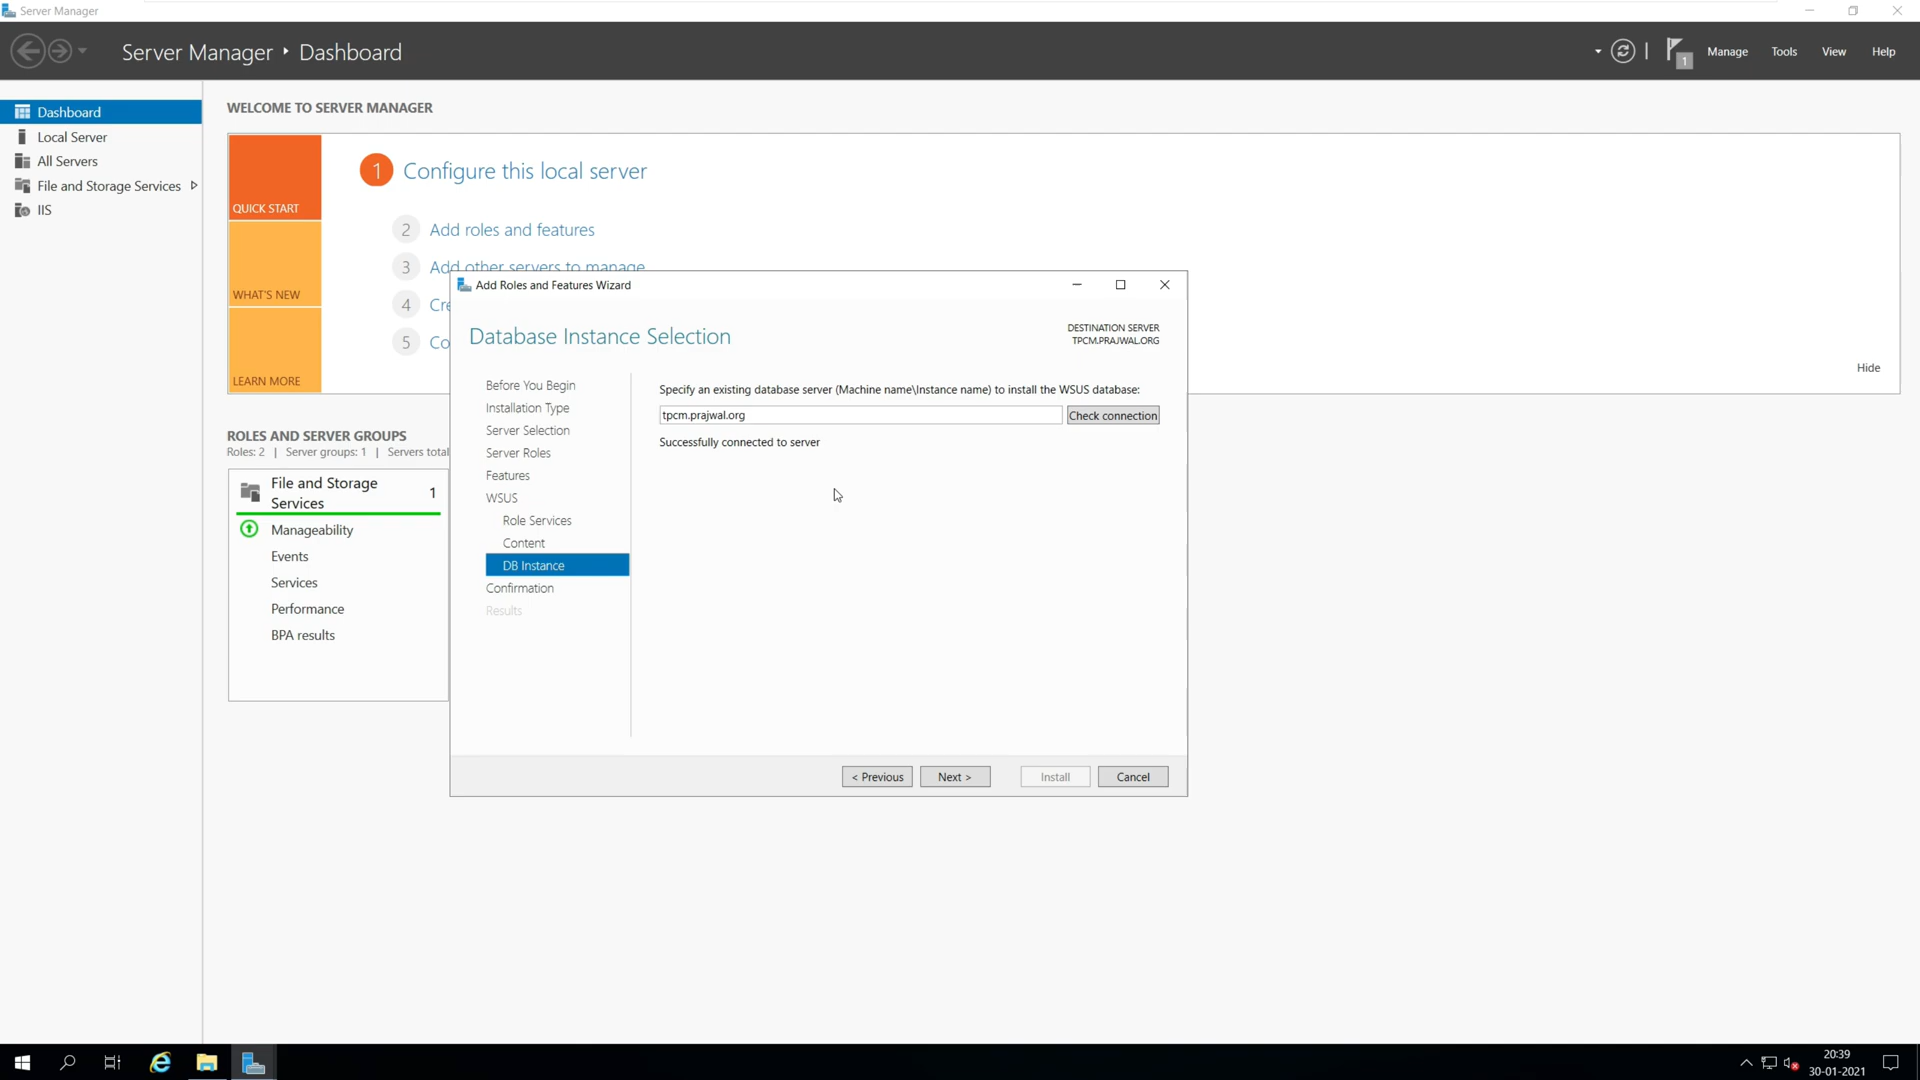 Server Manager
Server Manager ‣ Dashboard
1
Manage
Tools
View
Help
Dashboard
Local Server
All Servers
File and Storage Services
IIS
WELCOME TO SERVER MANAGER
QUICK START
WHAT'S NEW
LEARN MORE
1 Configure this local server
2 Add roles and features
3 Add other servers to manage
4 Cre
5 Co
Hide
ROLES AND SERVER GROUPS
Roles: 2 | Server groups: 1 | Servers total
File and Storage
Services
1
Manageability
Events
Services
Performance
BPA results
Add Roles and Features Wizard
Database Instance Selection
DESTINATION SERVER
TPCM.PRAJWAL.ORG
Before You Begin
Installation Type
Server Selection
Server Roles
Features
WSUS
Role Services
Content
DB Instance
Confirmation
Results
Specify an existing database server (Machine name\Instance name) to install the WSUS database:
tpcm.prajwal.org
Check connection
Successfully connected to server
< Previous
Next >
Install
Cancel
20:39
30-01-2021